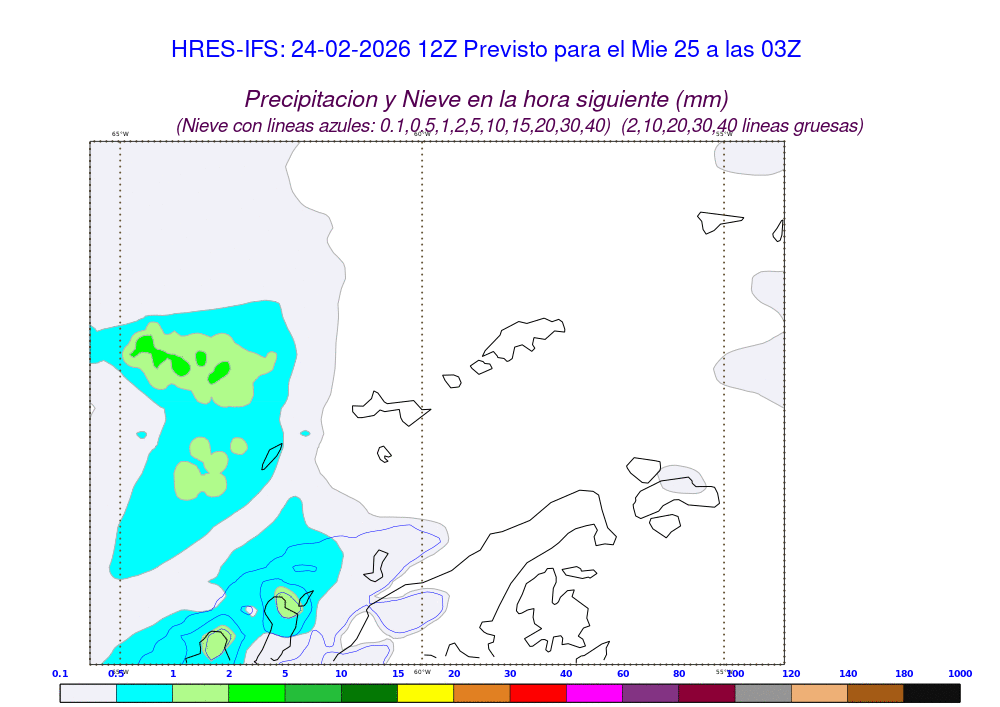 HRES-IFS: 24-02-2026 12Z Previsto para el Mie 25 a las 03Z
Precipitacion y Nieve en la hora siguiente (mm)
(Nieve con lineas azules: 0.1,0.5,1,2,5,10,15,20,30,40) (2,10,20,30,40 lineas gruesas)
65°W 60°W 55°W
65°W 60°W 55°W
0.1 0.5 1 2 5 10 15 20 30 40 60 80 100 120 140 180 1000